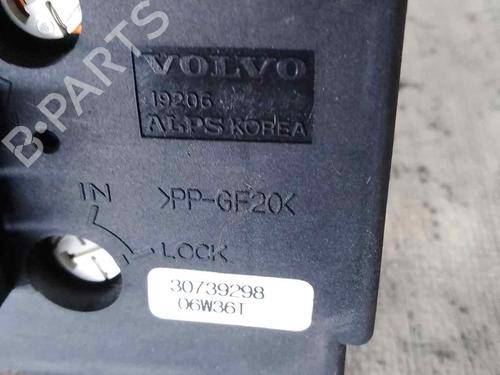 B-PARTS
VOLVO
19206
ALPS KOREA
IN
>PP-GF20<
LOCK
30739298
06W36T